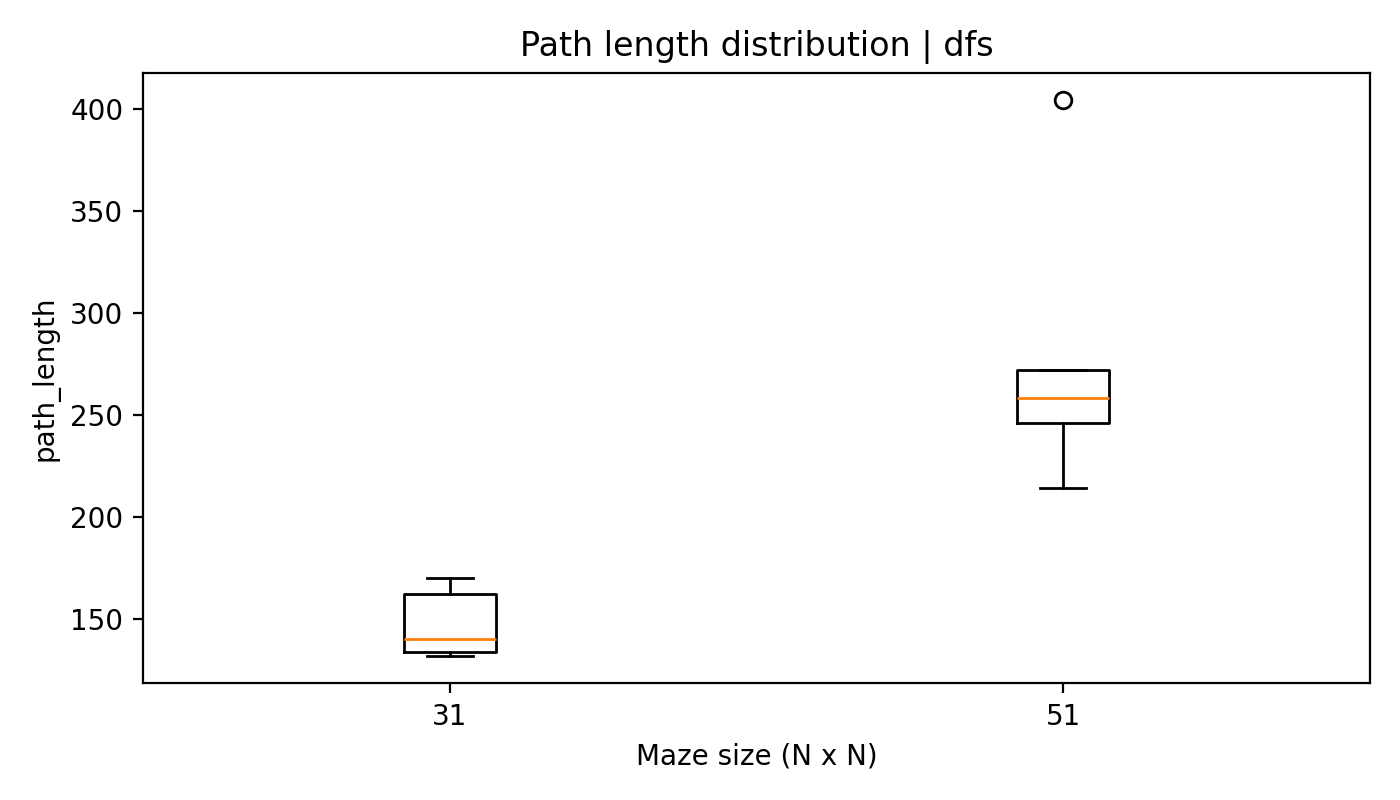 Path length distribution | dfs
path_length
400
350
300
250
200
150
31
51
Maze size (N x N)